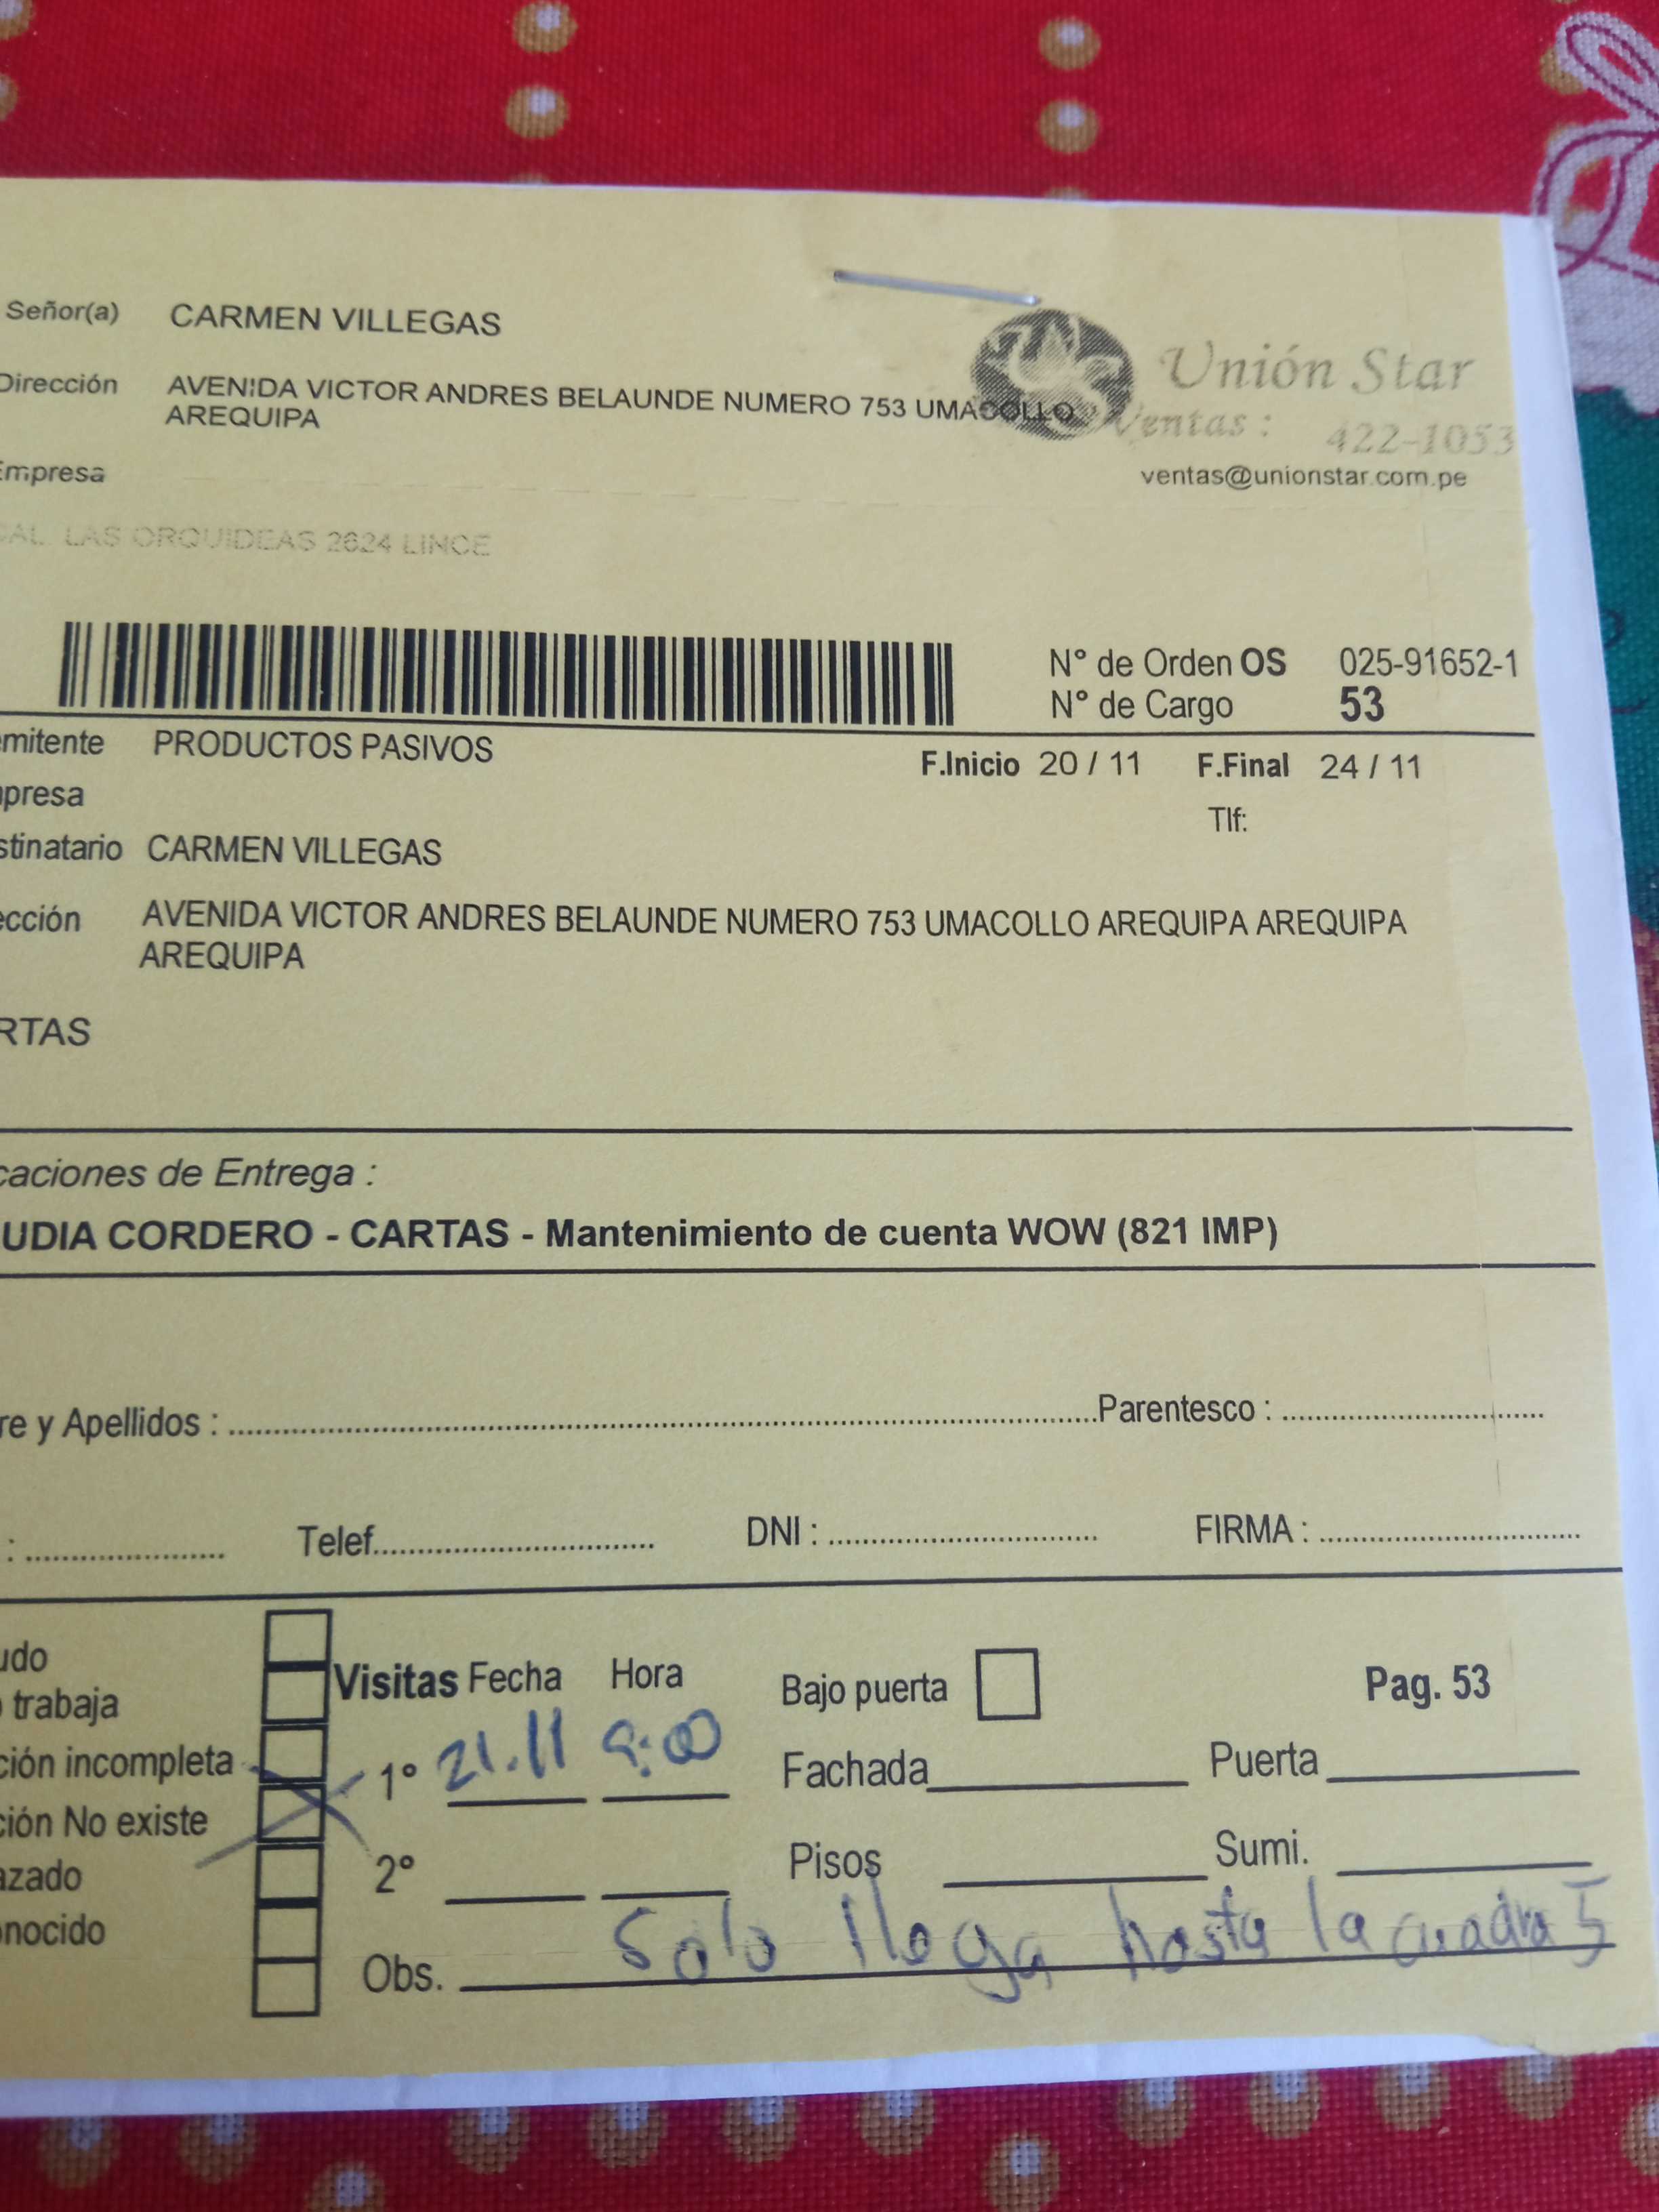 Señor(a) CARMEN VILLEGAS
Dirección AVENIDA VICTOR ANDRES BELAUNDE NUMERO 753 UMACOLLO
AREQUIPA
Unión Star
Ventas : 422-1053
Empresa
ventas@unionstar.com.pe
CAL LAS ORQUIDEAS 2624 LINCE
N° de Orden OS 025-91652-1
N° de Cargo 53
mitente PRODUCTOS PASIVOS
F.Inicio 20 / 11 F.Final 24 / 11
presa
Tlf:
stinatario CARMEN VILLEGAS
ección AVENIDA VICTOR ANDRES BELAUNDE NUMERO 753 UMACOLLO AREQUIPA AREQUIPA
AREQUIPA
RTAS
caciones de Entrega :
UDIA CORDERO - CARTAS - Mantenimiento de cuenta WOW (821 IMP)
re y Apellidos : Parentesco :
: Telef. DNI : FIRMA :
udo
trabaja
Visitas Fecha Hora
Bajo puerta
Pag. 53
ción incompleta
1° 21.11 9:00
Fachada Puerta
ción No existe
2°
Pisos Sumi.
azado
nocido
Obs. Solo llega hasta la cuadra 5